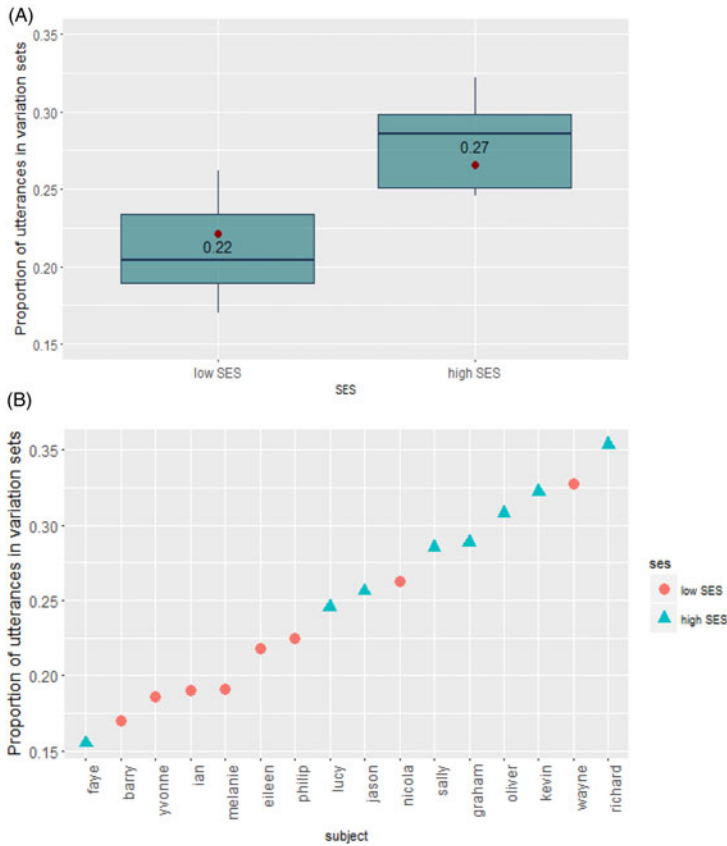 (A)
Proportion of utterances in variation sets
0.35
0.30
0.25
0.20
0.15
0.22
0.27
low SES
high SES
SES
(B)
Proportion of utterances in variation sets
0.35
0.30
0.25
0.20
0.15
faye
barry
yvonne
ian
melanie
eileen
philip
lucy
jason
nicola
sally
graham
oliver
kevin
wayne
richard
subject
ses
low SES
high SES